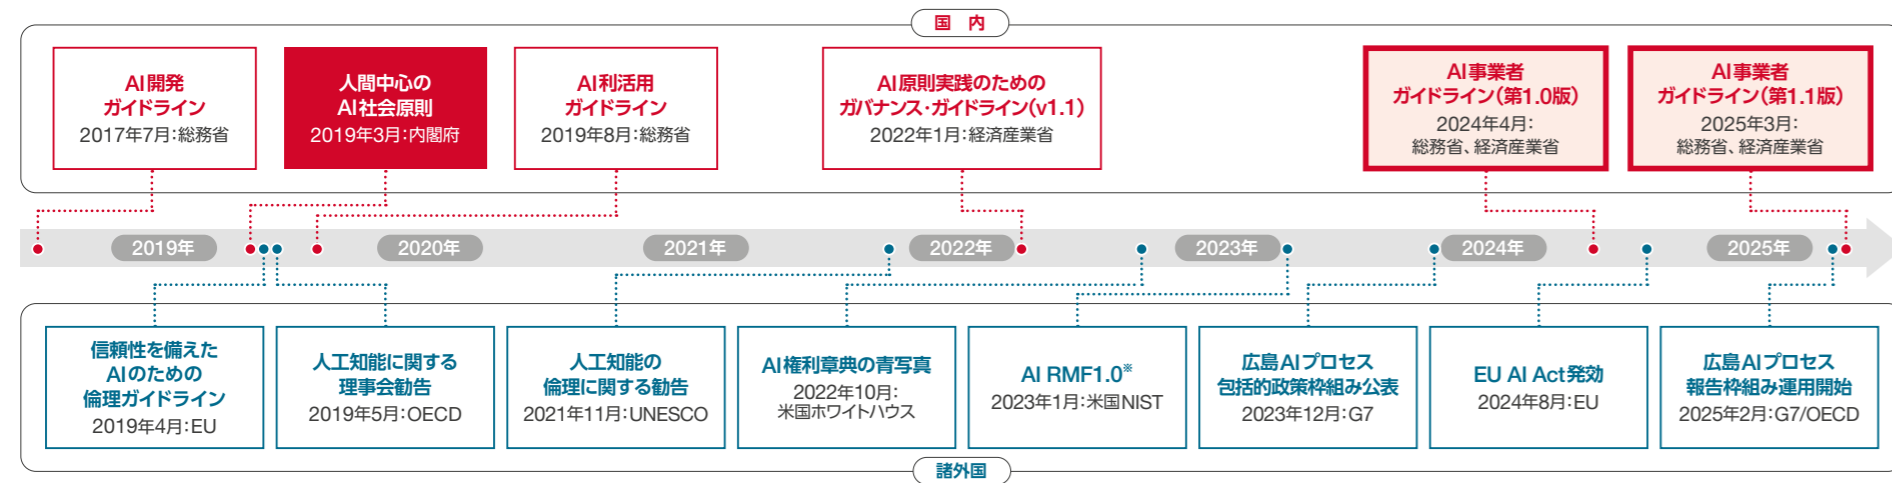 国 内
AI開発
ガイドライン
2017年7月：総務省
人間中心の
AI社会原則
2019年3月：内閣府
AI利活用
ガイドライン
2019年8月：総務省
AI原則実践のための
ガバナンス・ガイドライン（v1.1）
2022年1月：経済産業省
AI事業者
ガイドライン（第1.0版）
2024年4月：
総務省、経済産業省
AI事業者
ガイドライン（第1.1版）
2025年3月：
総務省、経済産業省
2019年
2020年
2021年
2022年
2023年
2024年
2025年
信頼性を備えた
AIのための
倫理ガイドライン
2019年4月：EU
人工知能に関する
理事会勧告
2019年5月：OECD
人工知能の
倫理に関する勧告
2021年11月：UNESCO
AI権利章典の青写真
2022年10月：
米国ホワイトハウス
AI RMF1.0※
2023年1月：米国NIST
広島AIプロセス
包括的政策枠組み公表
2023年12月：G7
EU AI Act発効
2024年8月：EU
広島AIプロセス
報告枠組み運用開始
2025年2月：G7/OECD
諸外国